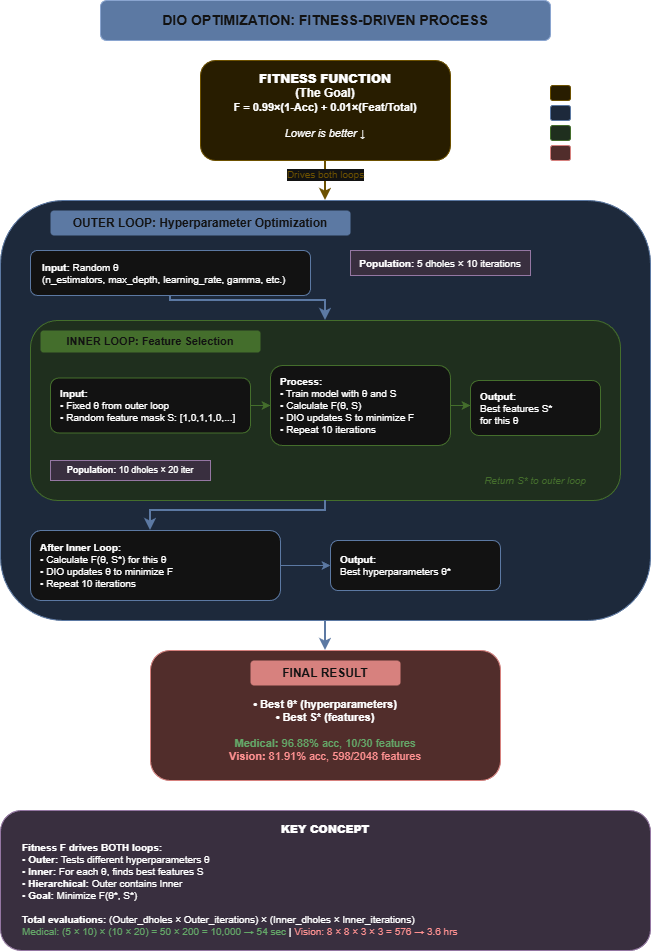 DIO OPTIMIZATION: FITNESS-DRIVEN PROCESS
FITNESS FUNCTION
(The Goal)
F = 0.99×(1-Acc) + 0.01×(Feat/Total)
Lower is better ↓
Drives both loops
OUTER LOOP: Hyperparameter Optimization
Input: Random θ
(n_estimators, max_depth, learning_rate, gamma, etc.)
Population: 5 dholes × 10 iterations
INNER LOOP: Feature Selection
Input:
• Fixed θ from outer loop
• Random feature mask S: [1,0,1,1,0,...]
Process:
• Train model with θ and S
• Calculate F(θ, S)
• DIO updates S to minimize F
• Repeat 10 iterations
Output:
Best features S*
for this θ
Population: 10 dholes × 20 iter
Return S* to outer loop
After Inner Loop:
• Calculate F(θ, S*) for this θ
• DIO updates θ to minimize F
• Repeat 10 iterations
Output:
Best hyperparameters θ*
FINAL RESULT
• Best θ* (hyperparameters)
• Best S* (features)
Medical: 96.88% acc, 10/30 features
Vision: 81.91% acc, 598/2048 features
KEY CONCEPT
Fitness F drives BOTH loops:
• Outer: Tests different hyperparameters θ
• Inner: For each θ, finds best features S
• Hierarchical: Outer contains Inner
• Goal: Minimize F(θ*, S*)
Total evaluations: (Outer_dholes × Outer_iterations) × (Inner_dholes × Inner_iterations)
Medical: (5 × 10) × (10 × 20) = 50 × 200 = 10,000 → 54 sec | Vision: 8 × 8 × 3 × 3 = 576 → 3.6 hrs